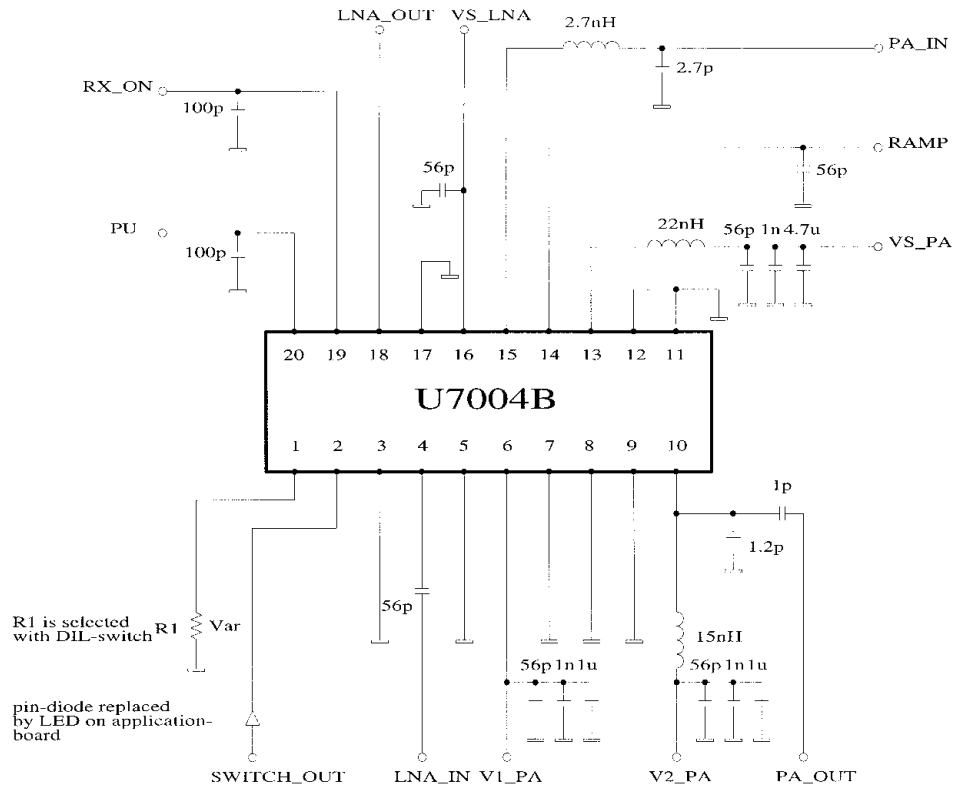 LNA_OUT VS_LNA
2.7nH
PA_IN
2.7p
RX_ON
100p
RAMP
56p
56p
PU
100p
22nH
56p 1n 4.7u
VS_PA
20 19 18 17 16 15 14 13 12 11
U7004B
1 2 3 4 5 6 7 8 9 10
1p
1.2p
56p
R1 is selected
with DIL-switch
R1
Var
15nH
56p 1n 1u
56p 1n 1u
pin-diode replaced
by LED on application-
board
SWITCH_OUT
LNA_IN
V1_PA
V2_PA
PA_OUT